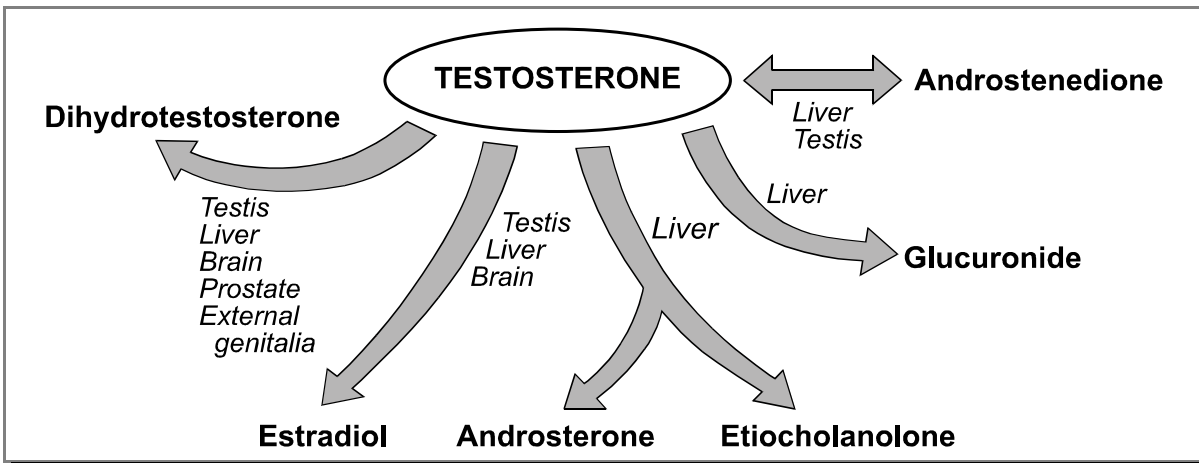 TESTOSTERONE
Androstenedione
Liver
Testis
Dihydrotestosterone
Testis
Liver
Brain
Prostate
External
genitalia
Testis
Liver
Brain
Liver
Liver
Glucuronide
Estradiol
Androsterone
Etiocholanolone